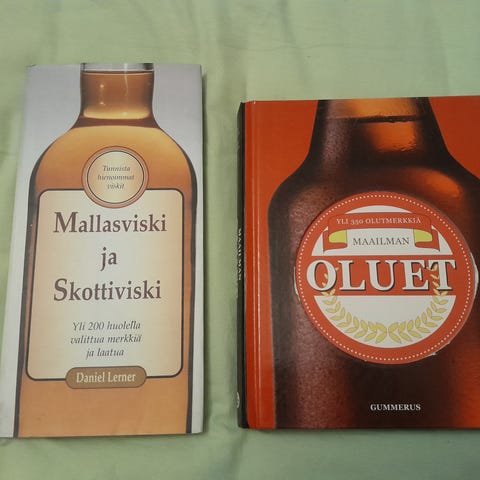 Tunnista
hienoimmat
viskit
Mallasviski
ja
Skottiviski
Yli 200 huolella
valittua merkkiä
ja laatua
Daniel Lerner
YLI 350 OLUTMERKKIÄ
MAAILMAN
OLUET
GUMMERUS